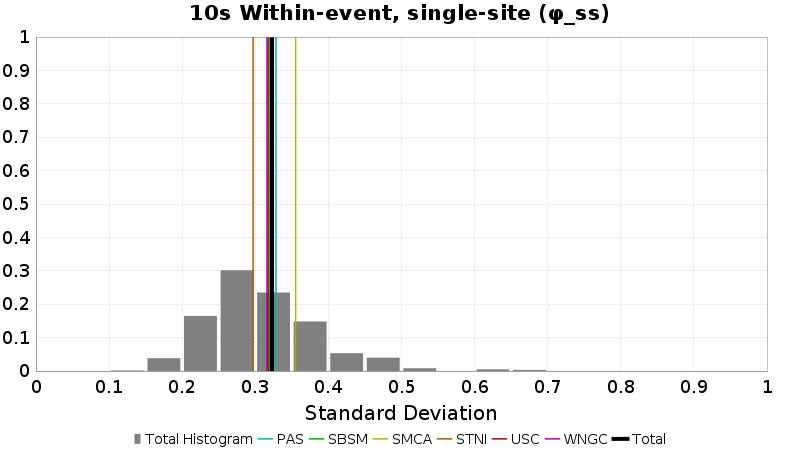 10s Within-event, single-site (φ_ss)
1
0.9
0.8
0.7
0.6
0.5
0.4
0.3
0.2
0.1
0
0 0.1 0.2 0.3 0.4 0.5 0.6 0.7 0.8 0.9 1
Standard Deviation
Total Histogram PAS SBSM SMCA STNI USC WNGC Total